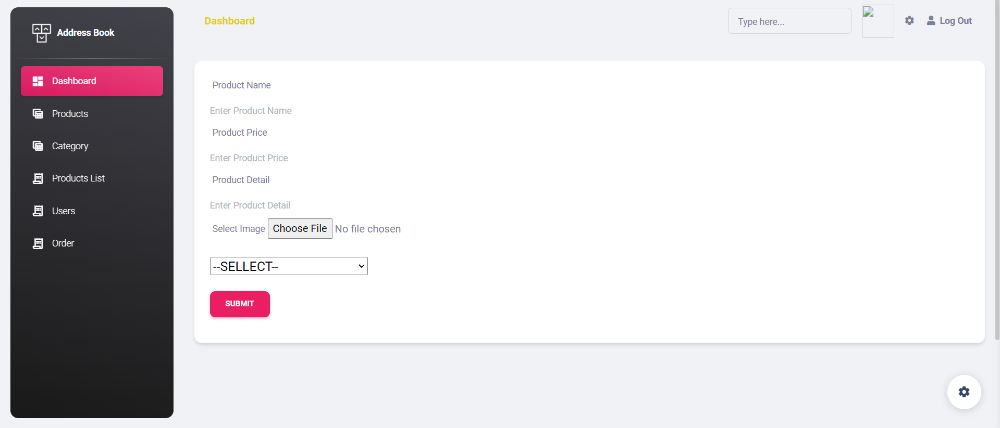 Address Book
Dashboard
Products
Category
Products List
Users
Order
Dashboard
Type here...
Log Out
Product Name
Enter Product Name
Product Price
Enter Product Price
Product Detail
Enter Product Detail
Select Image Choose File No file chosen
--SELLECT--
SUBMIT